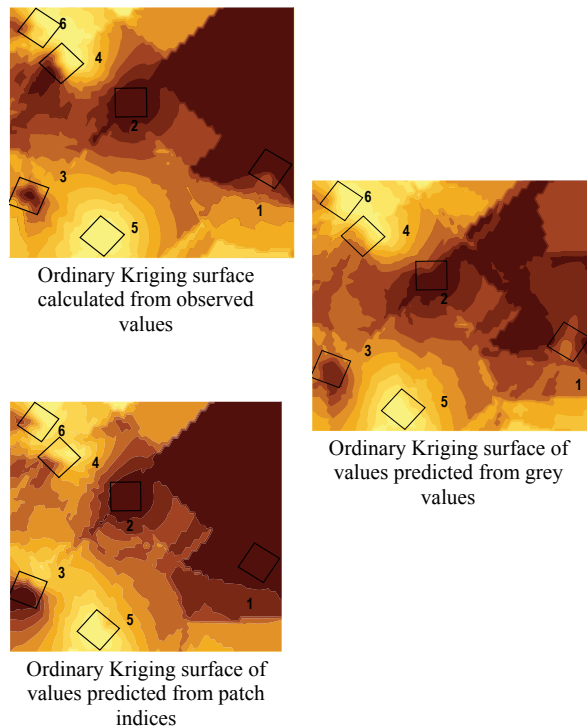 6
4
2
3
1
5
Ordinary Kriging surface
calculated from observed
values
6
4
2
3
1
5
Ordinary Kriging surface of
values predicted from grey
values
6
4
2
3
1
5
Ordinary Kriging surface of
values predicted from patch
indices